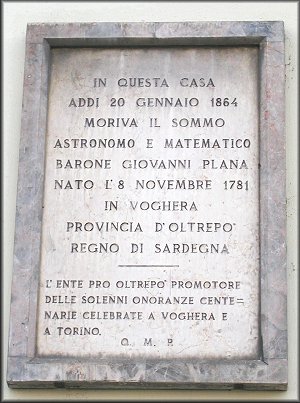 IN QUESTA CASA
ADDI 20 GENNAIO 1864
MORIVA IL SOMMO
ASTRONOMO E MATEMATICO
BARONE GIOVANNI PLANA
NATO L'8 NOVEMBRE 1781
IN VOGHERA
PROVINCIA D'OLTREPO'
REGNO DI SARDEGNA
L'ENTE PRO OLTREPO' PROMOTORE
DELLE SOLENNI ONORANZE CENTE=
NARIE CELEBRATE A VOGHERA E
A TORINO.
Q. M. P.